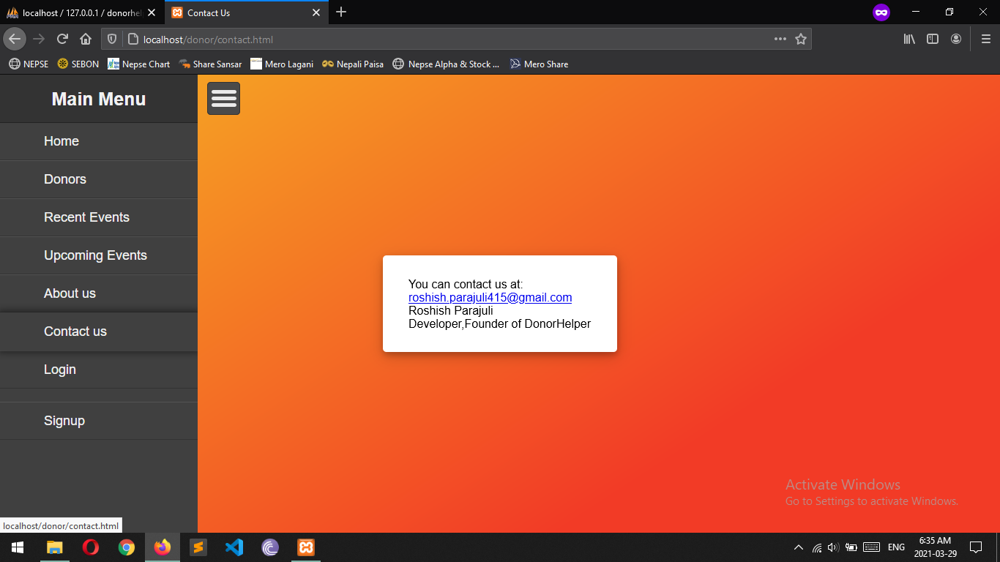 localhost / 127.0.0.1 / donorhel
Contact Us
localhost/donor/contact.html
NEPSE
SEBON
Nepse Chart
Share Sansar
Mero Lagani
Nepali Paisa
Nepse Alpha & Stock ...
Mero Share
Main Menu
Home
Donors
Recent Events
Upcoming Events
About us
Contact us
Login
Signup
You can contact us at:
roshish.parajuli415@gmail.com
Roshish Parajuli
Developer,Founder of DonorHelper
Activate Windows
Go to Settings to activate Windows.
localhost/donor/contact.html
ENG
6:35 AM
2021-03-29